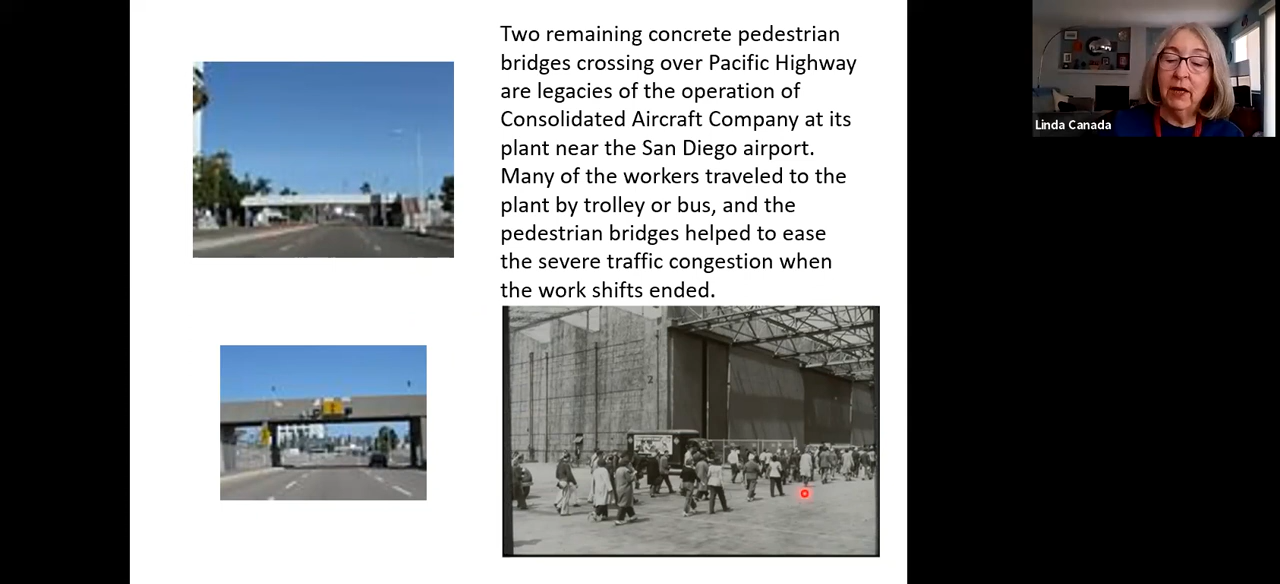 Two remaining concrete pedestrian
bridges crossing over Pacific Highway
are legacies of the operation of
Consolidated Aircraft Company at its
plant near the San Diego airport.
Many of the workers traveled to the
plant by trolley or bus, and the
pedestrian bridges helped to ease
the severe traffic congestion when
the work shifts ended.
Linda Canada
2